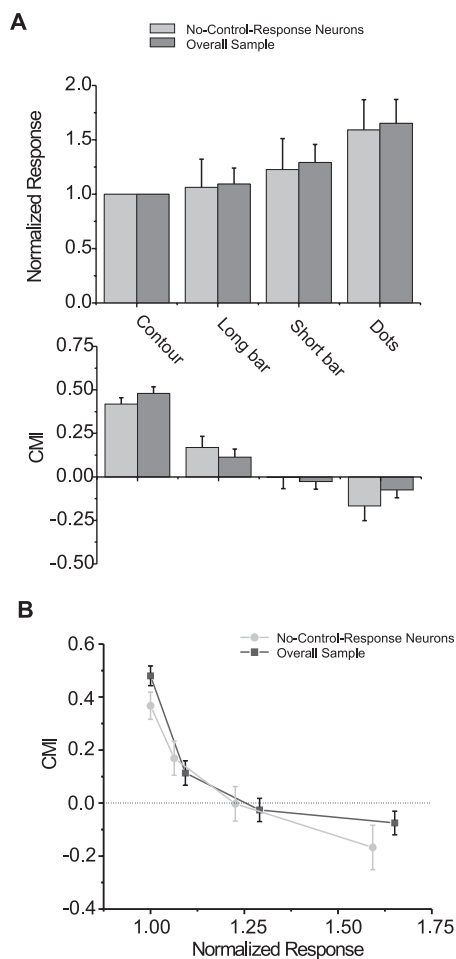 A
No-Control-Response Neurons
Overall Sample
Normalized Response
2.0
1.5
1.0
0.5
0.0
Contour
Long bar
Short bar
Dots
CMI
0.75
0.50
0.25
0.00
-0.25
-0.50
B
No-Control-Response Neurons
Overall Sample
CMI
0.6
0.4
0.2
0.0
-0.2
-0.4
1.00
1.25
1.50
1.75
Normalized Response